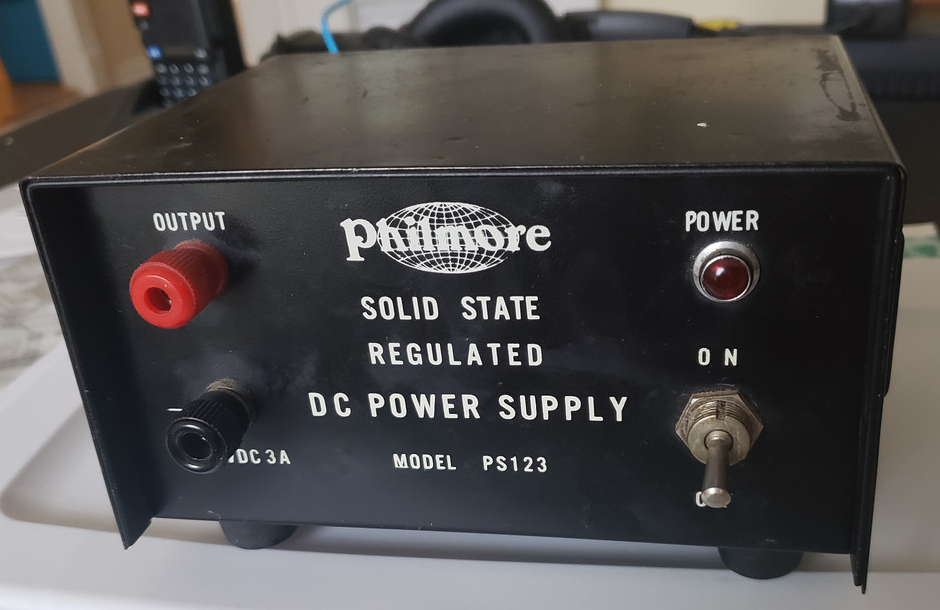 OUTPUT
Philmore
POWER
SOLID STATE
REGULATED
ON
DC POWER SUPPLY
VDC 3A
MODEL PS123